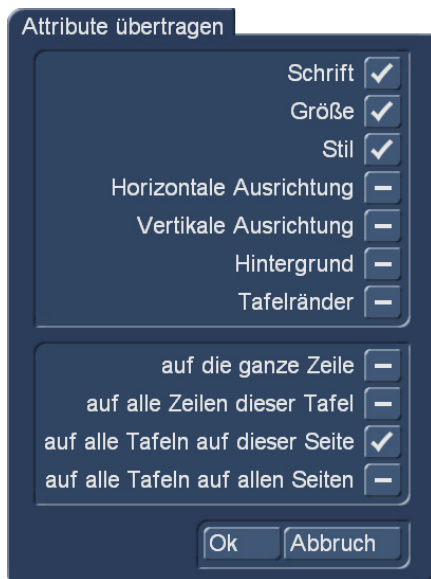 Attribute übertragen
Schrift
Größe
Stil
Horizontale Ausrichtung
Vertikale Ausrichtung
Hintergrund
Tafelränder
auf die ganze Zeile
auf alle Zeilen dieser Tafel
auf alle Tafeln auf dieser Seite
auf alle Tafeln auf allen Seiten
Ok Abbruch